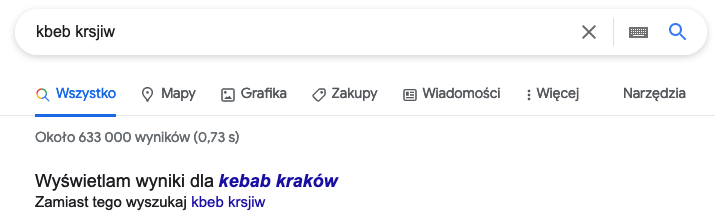 kbeb krsjiw
Wszystko Mapy Grafika Zakupy Wiadomości Więcej Narzędzia
Około 633 000 wyników (0,73 s)
Wyświetlam wyniki dla kebab kraków
Zamiast tego wyszukaj kbeb krsjiw